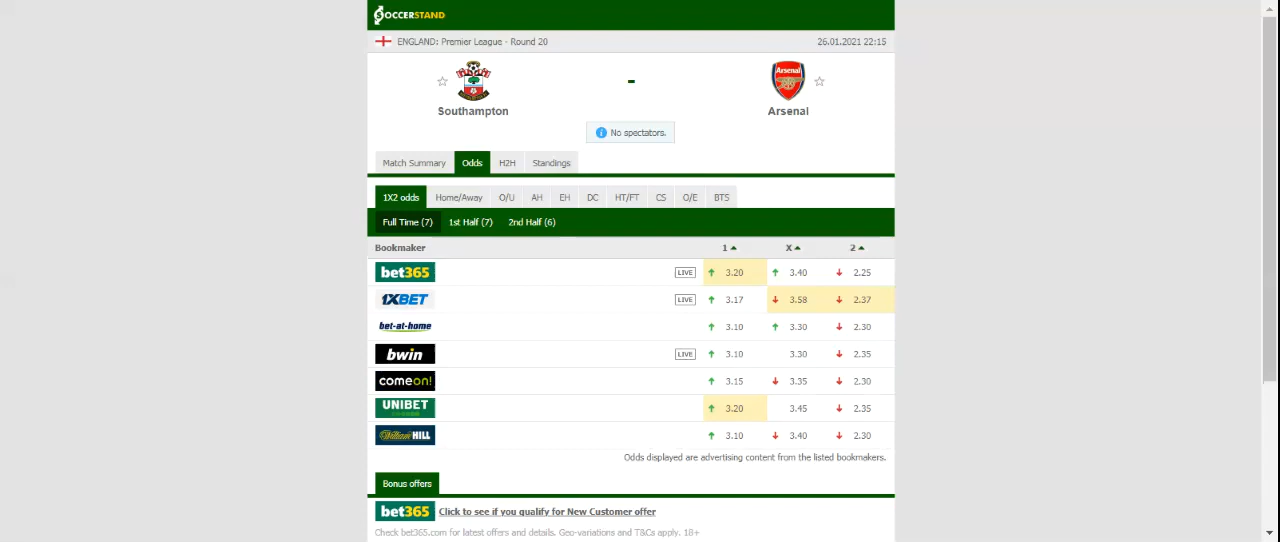 SOCCERSTAND
ENGLAND: Premier League - Round 20 26.01.2021 22:15
Arsenal
Southampton - Arsenal
No spectators.
Match Summary Odds H2H Standings
1X2 odds Home/Away O/U AH EH DC HT/FT CS O/E BTS
Full Time (7) 1st Half (7) 2nd Half (6)
Bookmaker 1 X 2
bet365 LIVE 3.20 3.40 2.25
1XBET LIVE 3.17 3.58 2.37
bet-at-home 3.10 3.30 2.30
bwin LIVE 3.10 3.30 2.35
comeon! 3.15 3.35 2.30
UNIBET 3.20 3.45 2.35
William HILL 3.10 3.40 2.30
Odds displayed are advertising content from the listed bookmakers.
Bonus offers
bet365 Click to see if you qualify for New Customer offer
Check bet365.com for latest offers and details. Geo-variations and T&Cs apply. 18+